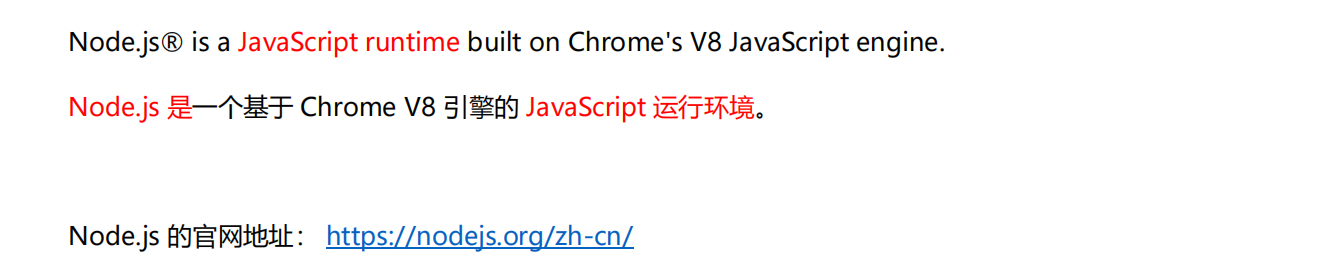 Node.js® is a JavaScript runtime built on Chrome's V8 JavaScript engine.
Node.js 是一个基于 Chrome V8 引擎的 JavaScript 运行环境。
Node.js 的官网地址： https://nodejs.org/zh-cn/